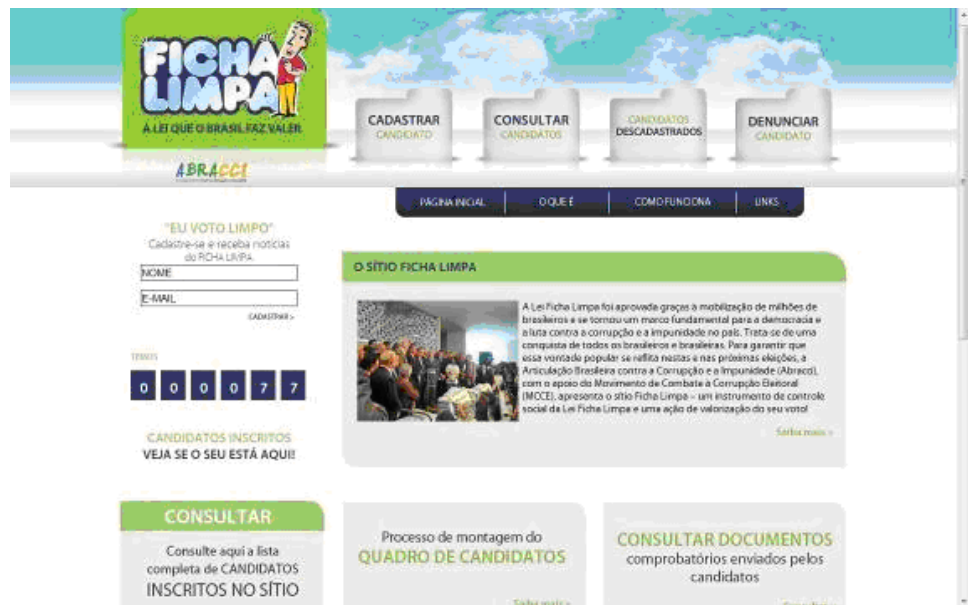 FICHA
LIMPA
A LEI QUE O BRASIL FAZ VALER.
ABRACCI
CADASTRAR
CANDIDATO
CONSULTAR
CANDIDATOS
CANDIDATOS
DESCADASTRADOS
DENUNCIAR
CANDIDATO
PÁGINA INICIAL
O QUE É
COMO FUNCIONA
LINKS
"EU VOTO LIMPO"
Cadastre-se e receba notícias
do FICHA LIMPA
NOME
E-MAIL
CADASTRAR >
TEMOS
0 0 0 0 7 7
CANDIDATOS INSCRITOS
VEJA SE O SEU ESTÁ AQUI!
O SÍTIO FICHA LIMPA
A Lei Ficha Limpa foi aprovada graças à mobilização de milhões de
brasileiros e se tornou um marco fundamental para a democracia e
a luta contra a corrupção e a impunidade no país. Trata-se de uma
conquista de todos os brasileiros e brasileiras. Para garantir que
essa vontade popular se reflita nestas e nas próximas eleições, a
Articulação Brasileira contra a Corrupção e a Impunidade (Abracci),
com o apoio do Movimento de Combate à Corrupção Eleitoral
(MCCE), apresenta o sítio Ficha Limpa – um instrumento de controle
social da Lei Ficha Limpa e uma ação de valorização do seu voto!
Saiba mais >
CONSULTAR
Consulte aqui a lista
completa de CANDIDATOS
INSCRITOS NO SÍTIO
Processo de montagem do
QUADRO DE CANDIDATOS
Saiba mais >
CONSULTAR DOCUMENTOS
comprobatórios enviados pelos
candidatos